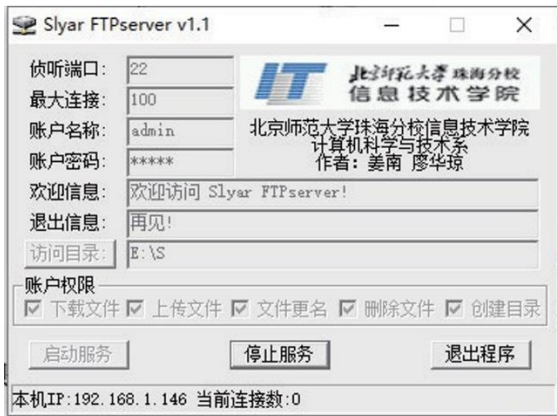 Slyar FTPserver v1.1
侦听端口: 22
最大连接: 100
账户名称: admin
账户密码: *****
IT 北京师范大学珠海分校
信息技术学院
北京师范大学珠海分校信息技术学院
计算机科学与技术系
作者: 姜南 廖华琼
欢迎信息: 欢迎访问 Slyar FTPserver!
退出信息: 再见!
访问目录: E:\S
账户权限
下载文件 上传文件 文件更名 删除文件 创建目录
启动服务 停止服务 退出程序
本机IP:192.168.1.146 当前连接数:0